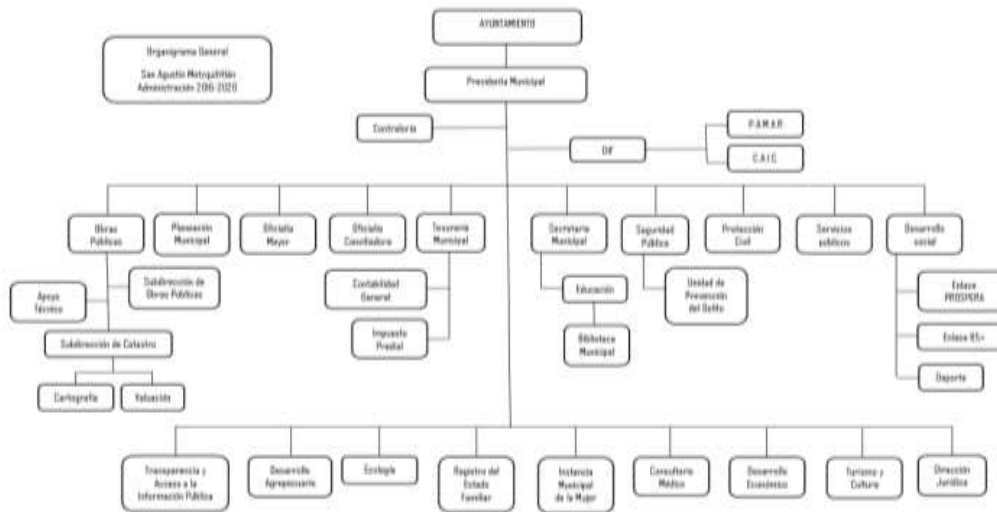 AYUNTAMIENTO
Organigrama General
San Agustín Metzquititlán
Administración 2016-2020
Presidencia Municipal
Contraloría
DIF
P.A.M.A.R
C.A.I.C
Obras
Públicas
Planeación
Municipal
Oficialía
Mayor
Oficialía
Conciliadora
Tesorería
Municipal
Secretaría
Municipal
Seguridad
Pública
Protección
Civil
Servicios
públicos
Desarrollo
social
Apoyo
Técnico
Subdirección de
Obras Públicas
Contabilidad
General
Educación
Unidad de
Prevención
del Delito
Enlace
PROSPERA
Subdirección de Catastro
Impuesto
Predial
Biblioteca
Municipal
Enlace 65+
Cartografía
Valuación
Deporte
Transparencia y
Acceso a la
Información Pública
Desarrollo
Agropecuario
Ecología
Registro del
Estado
Familiar
Instancia
Municipal
de la Mujer
Consultorio
Médico
Desarrollo
Económico
Turismo y
Cultura
Dirección
Jurídica